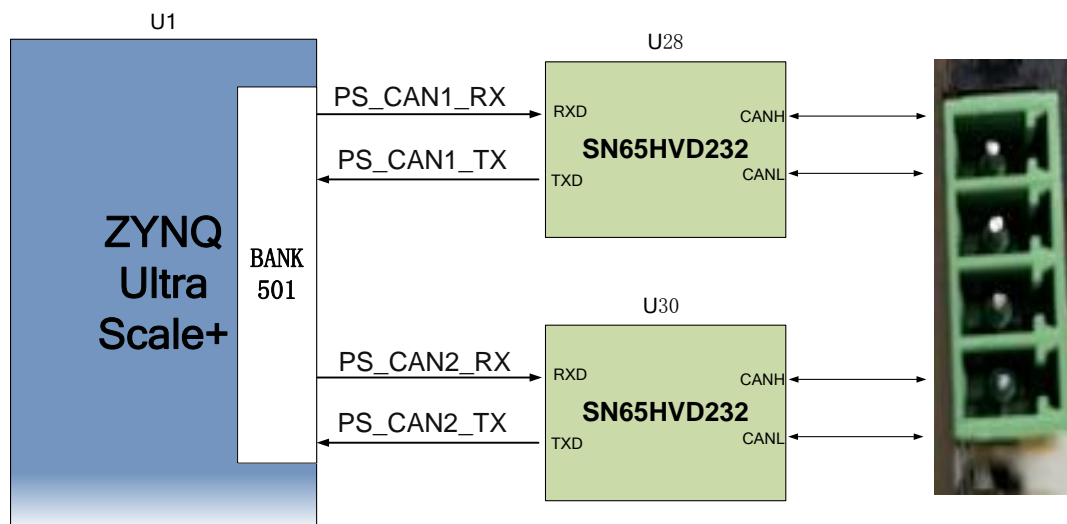 U1
U28
PS_CAN1_RX
RXD
CANH
SN65HVD232
PS_CAN1_TX
TXD
CANL
ZYNQ
Ultra
Scale+
BANK
501
U30
PS_CAN2_RX
RXD
CANH
SN65HVD232
PS_CAN2_TX
TXD
CANL